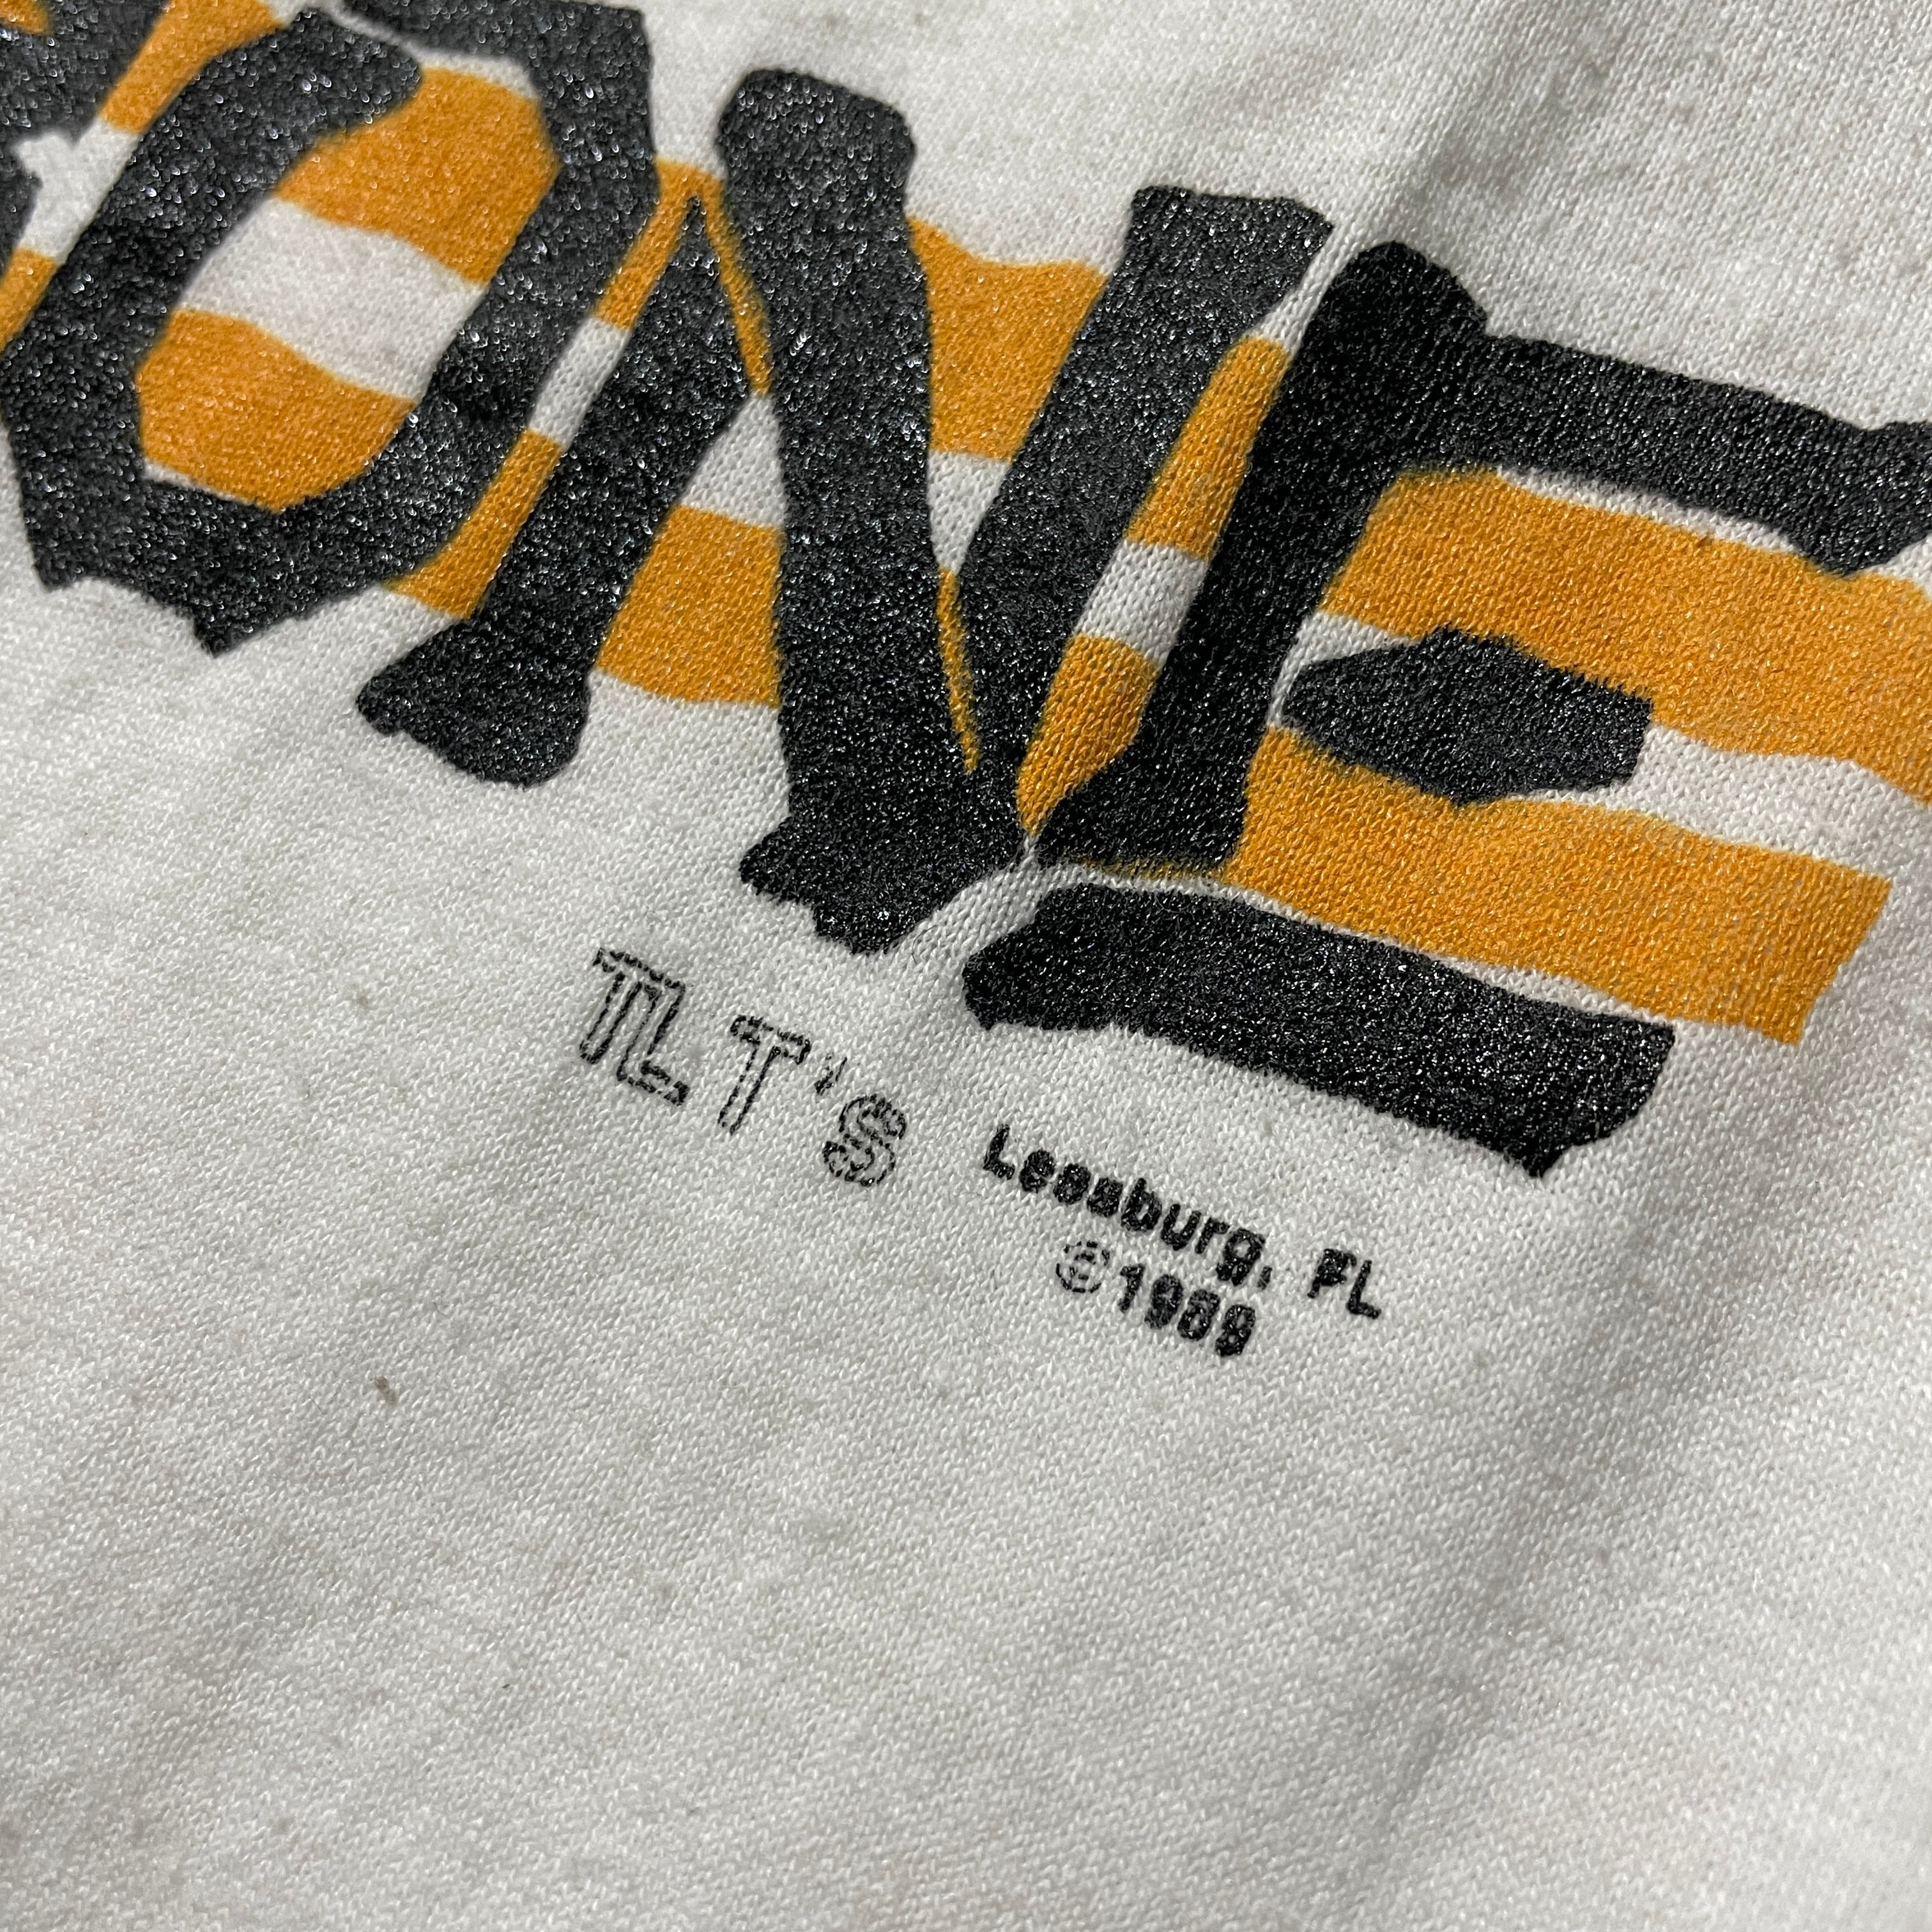 ONE
TLT'S Leesburg, FL
©1989